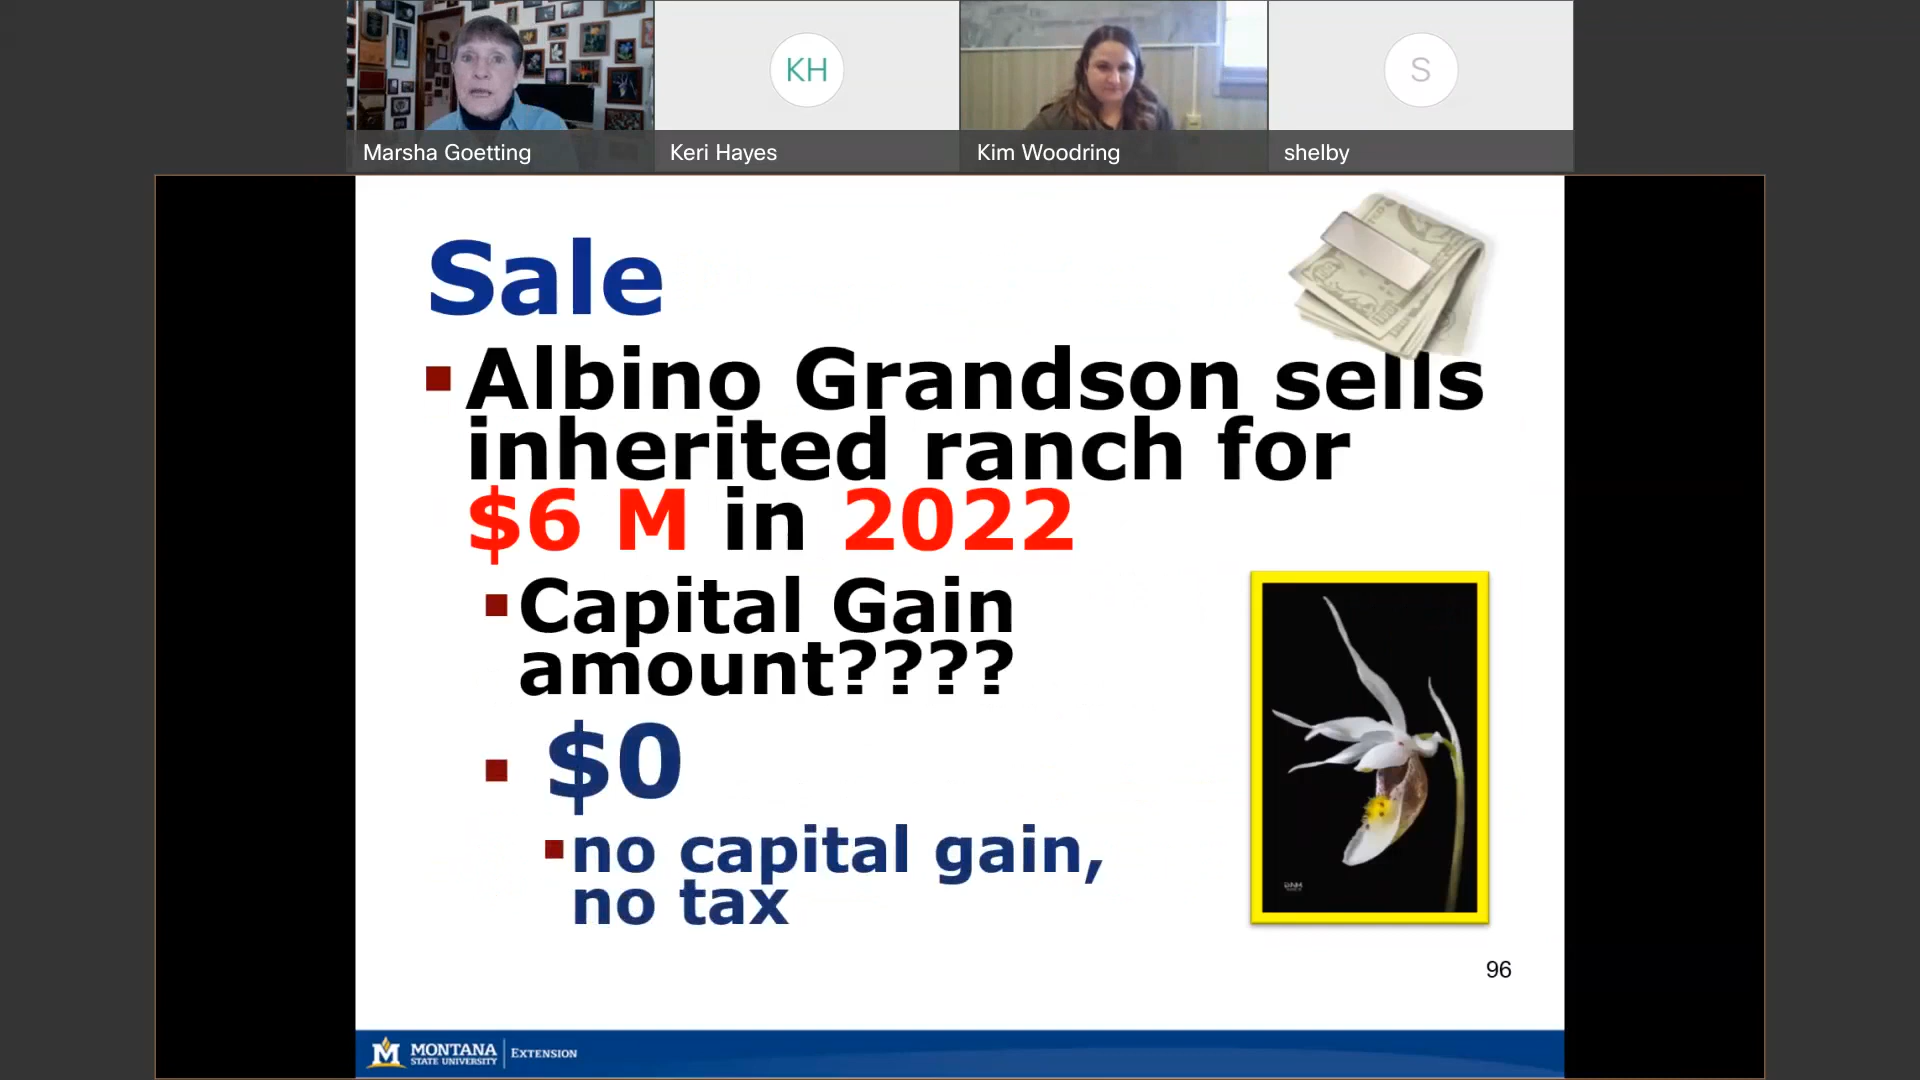 KH
S
Marsha Goetting
Keri Hayes
Kim Woodring
shelby
Sale
Albino Grandson sells
inherited ranch for
$6 M in 2022
Capital Gain
amount????
$0
no capital gain,
no tax
96
M MONTANA
STATE UNIVERSITY
EXTENSION